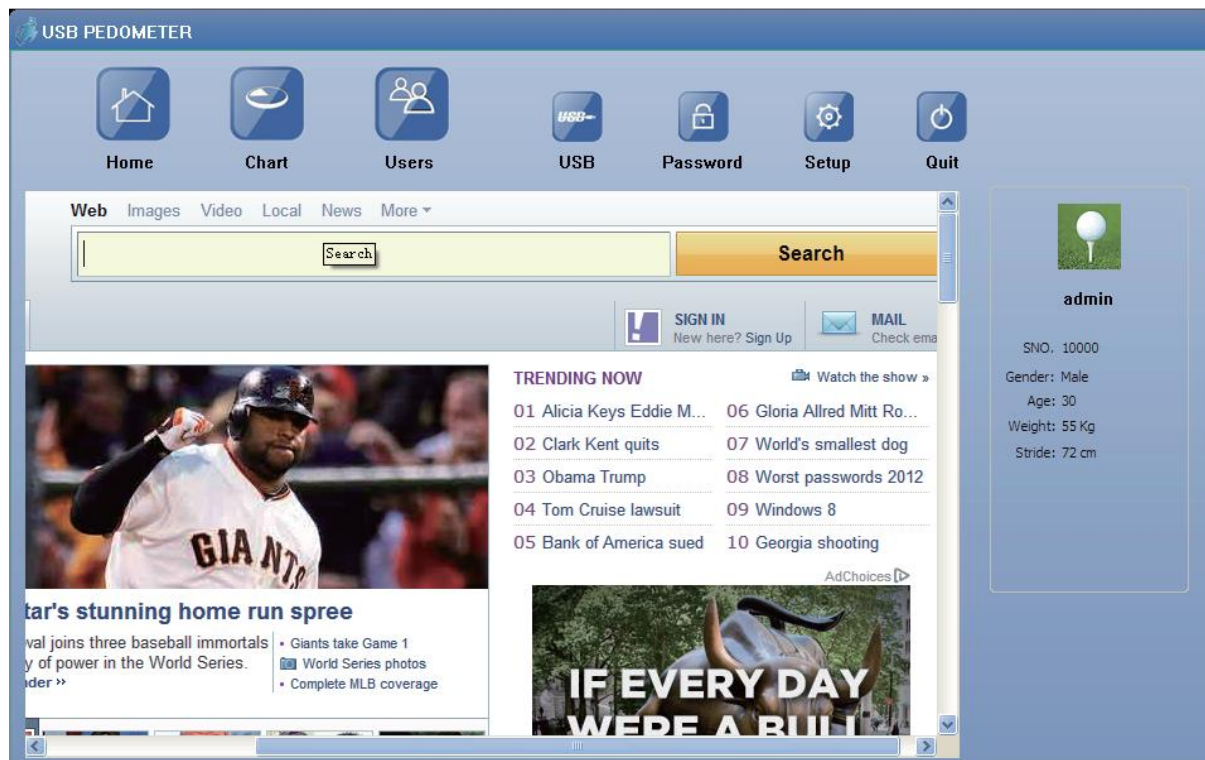 USB PEDOMETER
Home Chart Users USB Password Setup Quit
Web Images Video Local News More
Search
Search
SIGN IN
New here? Sign Up
MAIL
Check ema
admin
SNO. 10000
Gender: Male
Age: 30
Weight: 55 Kg
Stride: 72 cm
TRENDING NOW
Watch the show »
01 Alicia Keys Eddie M...
02 Clark Kent quits
03 Obama Trump
04 Tom Cruise lawsuit
05 Bank of America sued
06 Gloria Allred Mitt Ro...
07 World's smallest dog
08 Worst passwords 2012
09 Windows 8
10 Georgia shooting
AdChoices
GIANTS
tar's stunning home run spree
val joins three baseball immortals
y of power in the World Series.
der »
• Giants take Game 1
World Series photos
• Complete MLB coverage
IF EVERY DAY
WERE A BULL